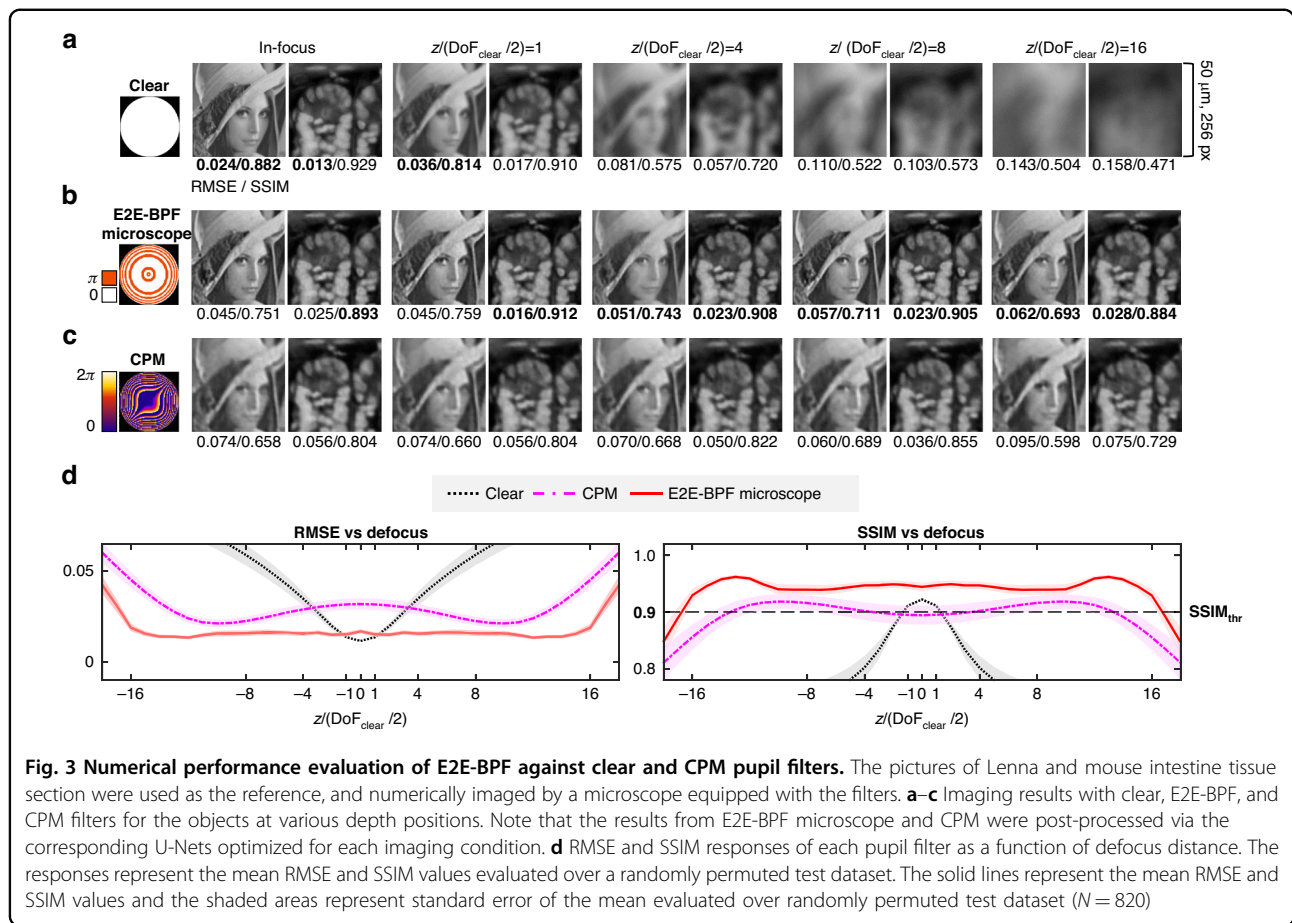 a
In-focus
z/(DoF_clear /2)=1
z/(DoF_clear /2)=4
z/ (DoF_clear /2)=8
z/(DoF_clear /2)=16
Clear
50 μm, 256 px
0.024/0.882 0.013/0.929 0.036/0.814 0.017/0.910 0.081/0.575 0.057/0.720 0.110/0.522 0.103/0.573 0.143/0.504 0.158/0.471
RMSE / SSIM
b
E2E-BPF
microscope
π
0
0.045/0.751 0.025/0.893 0.045/0.759 0.016/0.912 0.051/0.743 0.023/0.908 0.057/0.711 0.023/0.905 0.062/0.693 0.028/0.884
c
CPM
2π
0
0.074/0.658 0.056/0.804 0.074/0.660 0.056/0.804 0.070/0.668 0.050/0.822 0.060/0.689 0.036/0.855 0.095/0.598 0.075/0.729
d
Clear CPM E2E-BPF microscope
RMSE vs defocus
0.05
0
−16 −8 −4 −1 0 1 4 8 16
z/(DoF_clear /2)
SSIM vs defocus
1.0
0.9
0.8
SSIM_thr
−16 −8 −4 −1 0 1 4 8 16
z/(DoF_clear /2)
Fig. 3 Numerical performance evaluation of E2E-BPF against clear and CPM pupil filters. The pictures of Lenna and mouse intestine tissue
section were used as the reference, and numerically imaged by a microscope equipped with the filters. a–c Imaging results with clear, E2E-BPF, and
CPM filters for the objects at various depth positions. Note that the results from E2E-BPF microscope and CPM were post-processed via the
corresponding U-Nets optimized for each imaging condition. d RMSE and SSIM responses of each pupil filter as a function of defocus distance. The
responses represent the mean RMSE and SSIM values evaluated over a randomly permuted test dataset. The solid lines represent the mean RMSE and
SSIM values and the shaded areas represent standard error of the mean evaluated over randomly permuted test dataset (N = 820)